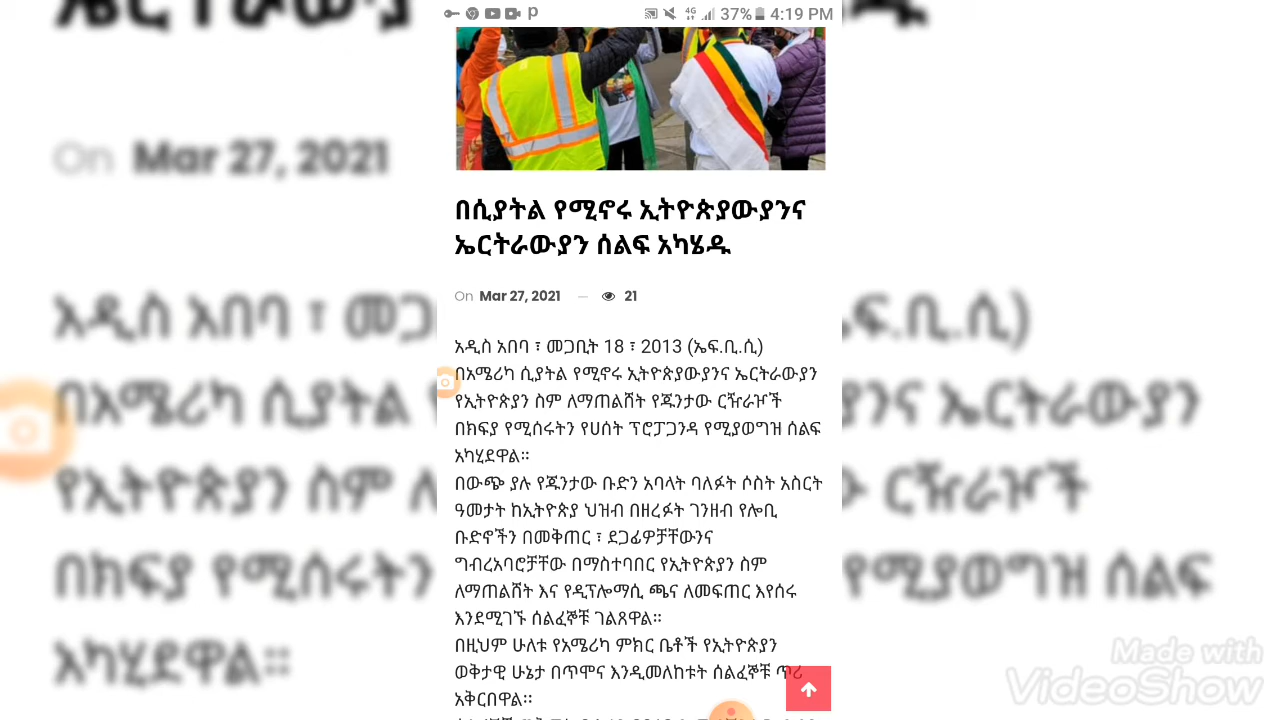 37% 4:19 PM
በሲያትል የሚኖሩ ኢትዮጵያውያንና
ኤርትራውያን ሰልፍ አካሄዱ
On Mar 27, 2021 — 21
አዲስ አበባ ፣ መጋቢት 18 ፣ 2013 (ኤፍ.ቢ.ሲ)
በአሜሪካ ሲያትል የሚኖሩ ኢትዮጵያውያንና ኤርትራውያን
የኢትዮጵያን ስም ለማጠልሸት የጁንታው ርዥራዦች
በክፍያ የሚሰሩትን የሀሰት ፕሮፓጋንዳ የሚያወግዝ ሰልፍ
አካሂደዋል።
በውጭ ያሉ የጁንታው ቡድን አባላት ባለፉት ሶስት አስርት
ዓመታት ከኢትዮጵያ ህዝብ በዘረፉት ገንዘብ የሎቢ
ቡድኖችን በመቅጠር ፣ ደጋፊዎቻቸውንና
ግብረአባሮቻቸው በማስተባበር የኢትዮጵያን ስም
ለማጠልሸት እና የዲፕሎማሲ ጫና ለመፍጠር እየሰሩ
እንደሚገኙ ሰልፈኞቹ ገልጸዋል።
በዚህም ሁለቱ የአሜሪካ ምክር ቤቶች የኢትዮጵያን
ወቅታዊ ሁኔታ በጥሞና እንዲመለከቱት ሰልፈኞቹ ጥሪ
አቅርበዋል፡፡
On Mar 27, 2021
Made with
VideoShow